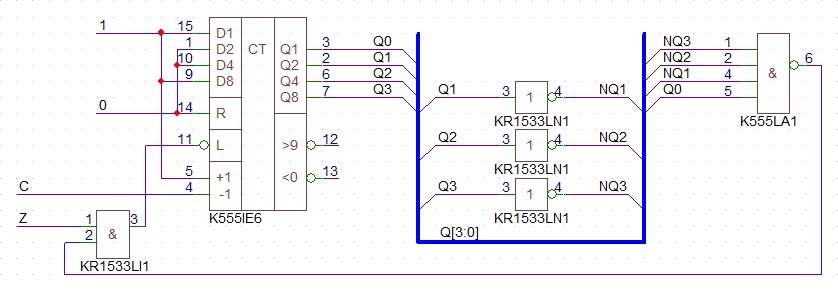 1
15 D1 CT
1 D2 Q1 3 Q0 NQ3 1
10 D4 Q2 2 Q1 NQ2 2 & 6
9 D8 Q4 6 Q2 NQ1 4
Q8 7 Q3 Q0 5
Q1 3 1 4 NQ1
0 14 R
KR1533LN1 K555LA1
11 L >9 12
Q2 3 1 4 NQ2
KR1533LN1
5 +1 <0 13
C 4 -1
Q3 3 1 4 NQ3
K555IE6 KR1533LN1
Z 1 & 3
2
Q[3:0]
KR1533LI1